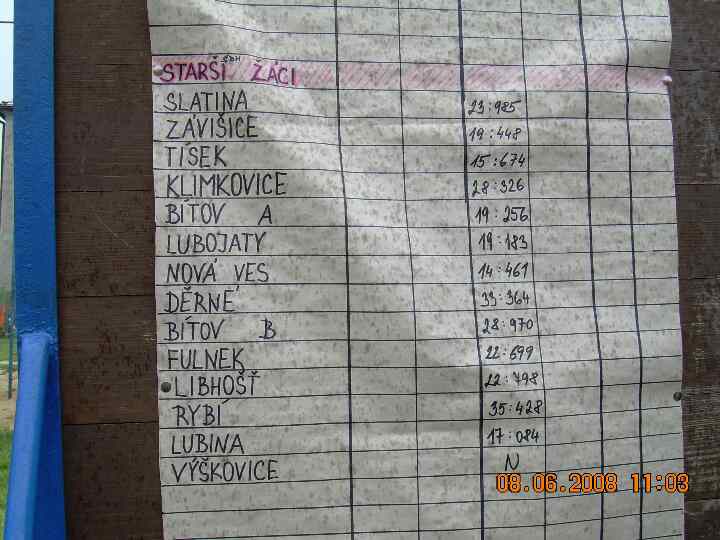 STARŠÍ ŽÁCI
SLATINA 23:985
ZÁVIŠICE 19:448
TÍSEK 15:674
KLIMKOVICE 28:326
BÍTOV A 19:256
LUBOJATY 19:183
NOVÁ VES 14:461
DĚRNÉ 33:364
BÍTOV B 28:970
FULNEK 22:699
LIBHOŠŤ 22:798
RYBÍ 35:428
LUBINA 17:084
VÝŠKOVICE N
08.06.2008 11:03